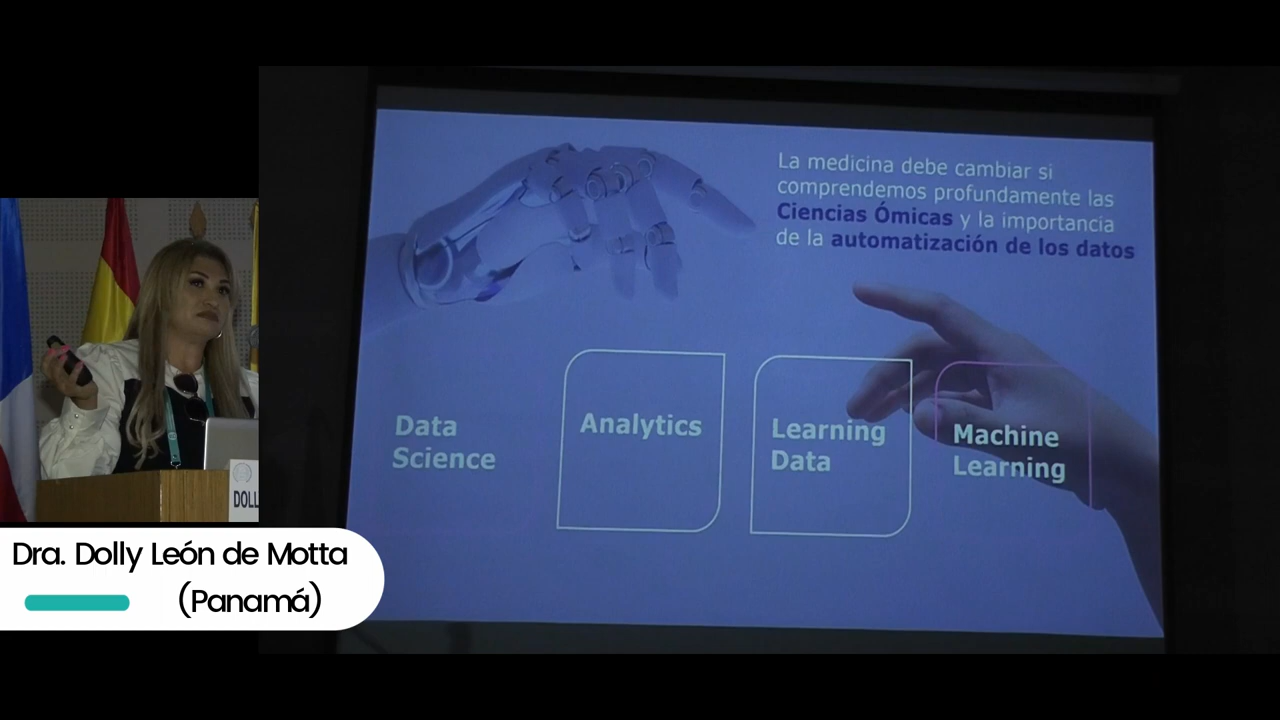 La medicina debe cambiar si
comprendemos profundamente las
Ciencias Ómicas y la importancia
de la automatización de los datos
Data
Science
Analytics
Learning
Data
Machine
Learning
DOLL
Dra. Dolly León de Motta
(Panamá)